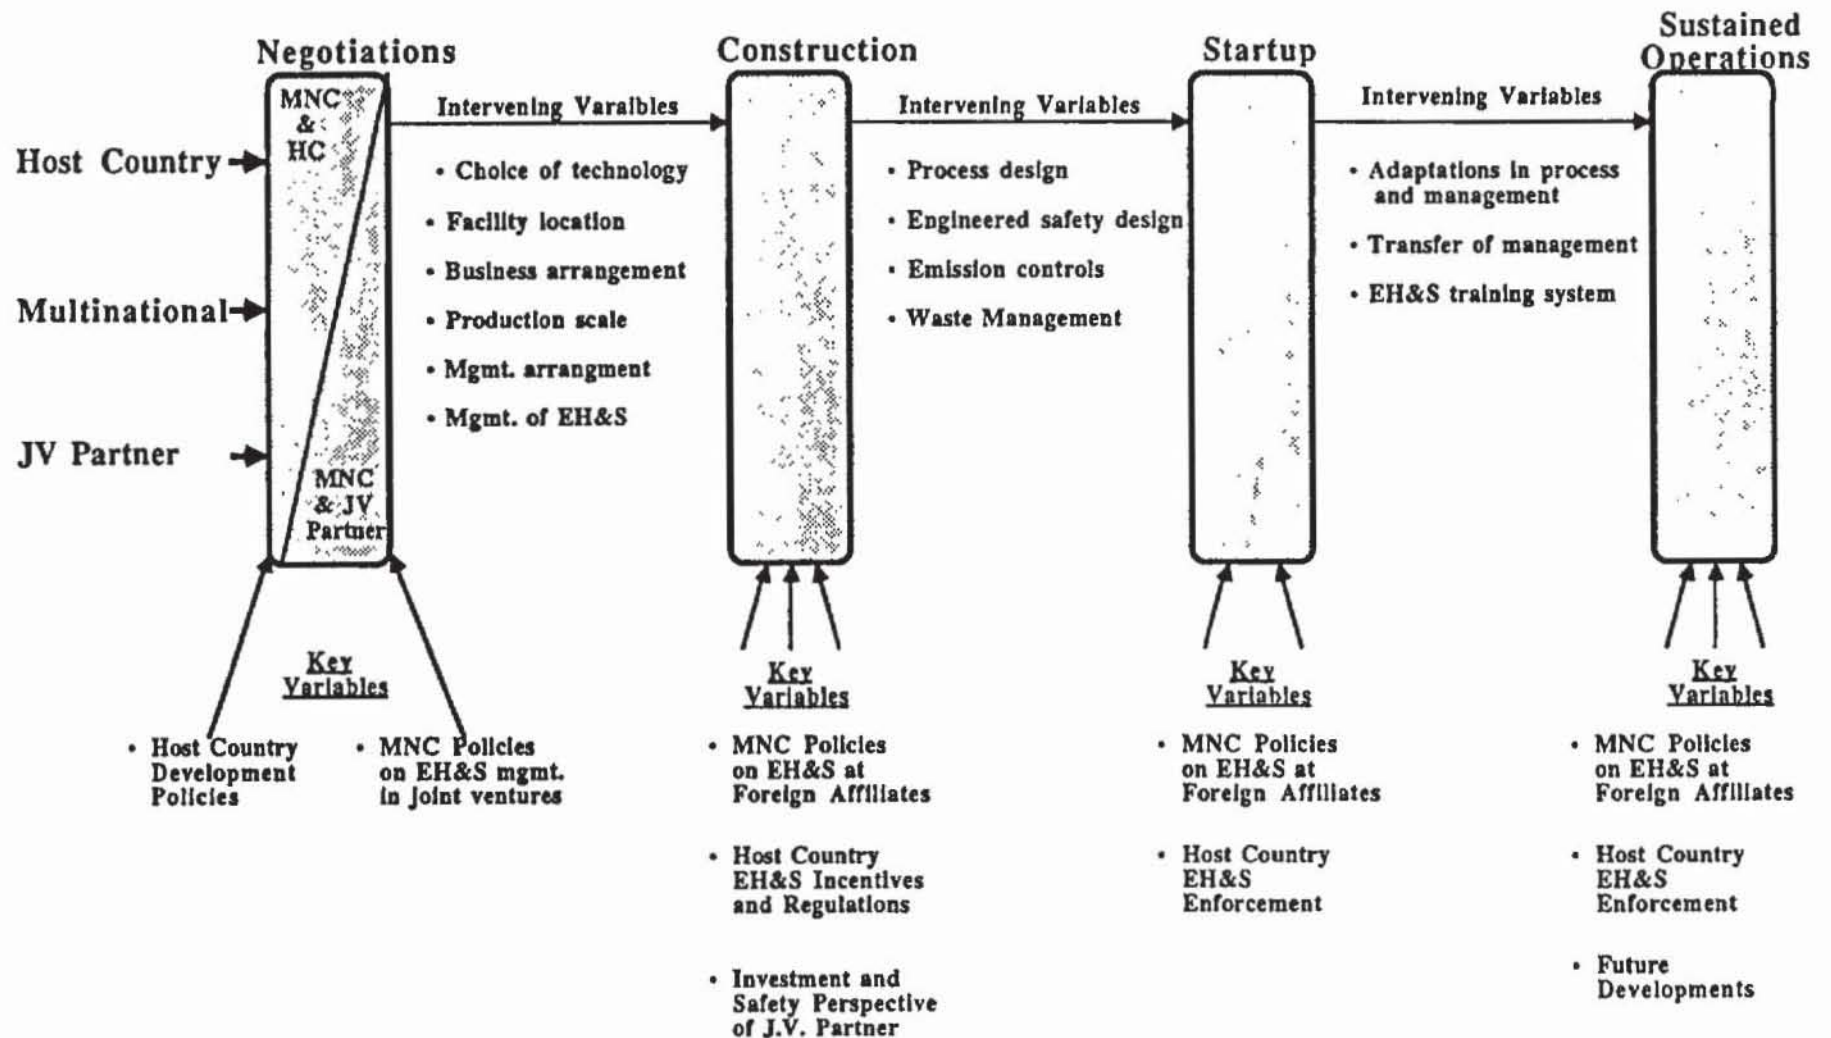 Negotiations
Construction
Startup
Sustained
Operations
Host Country
Multinational
JV Partner
MNC
&
HC
MNC
& JV
Partner
Intervening Varaibles
• Choice of technology
• Facility location
• Business arrangement
• Production scale
• Mgmt. arrangment
• Mgmt. of EH&S
Intervening Variables
• Process design
• Engineered safety design
• Emission controls
• Waste Management
Intervening Variables
• Adaptations in process
and management
• Transfer of management
• EH&S training system
Key
Variables
• Host Country
Development
Policies
• MNC Policies
on EH&S mgmt.
in joint ventures
Key
Variables
• MNC Policies
on EH&S at
Foreign Affiliates
• Host Country
EH&S Incentives
and Regulations
• Investment and
Safety Perspective
of J.V. Partner
Key
Variables
• MNC Policies
on EH&S at
Foreign Affiliates
• Host Country
EH&S
Enforcement
Key
Variables
• MNC Policies
on EH&S at
Foreign Affiliates
• Host Country
EH&S
Enforcement
• Future
Developments